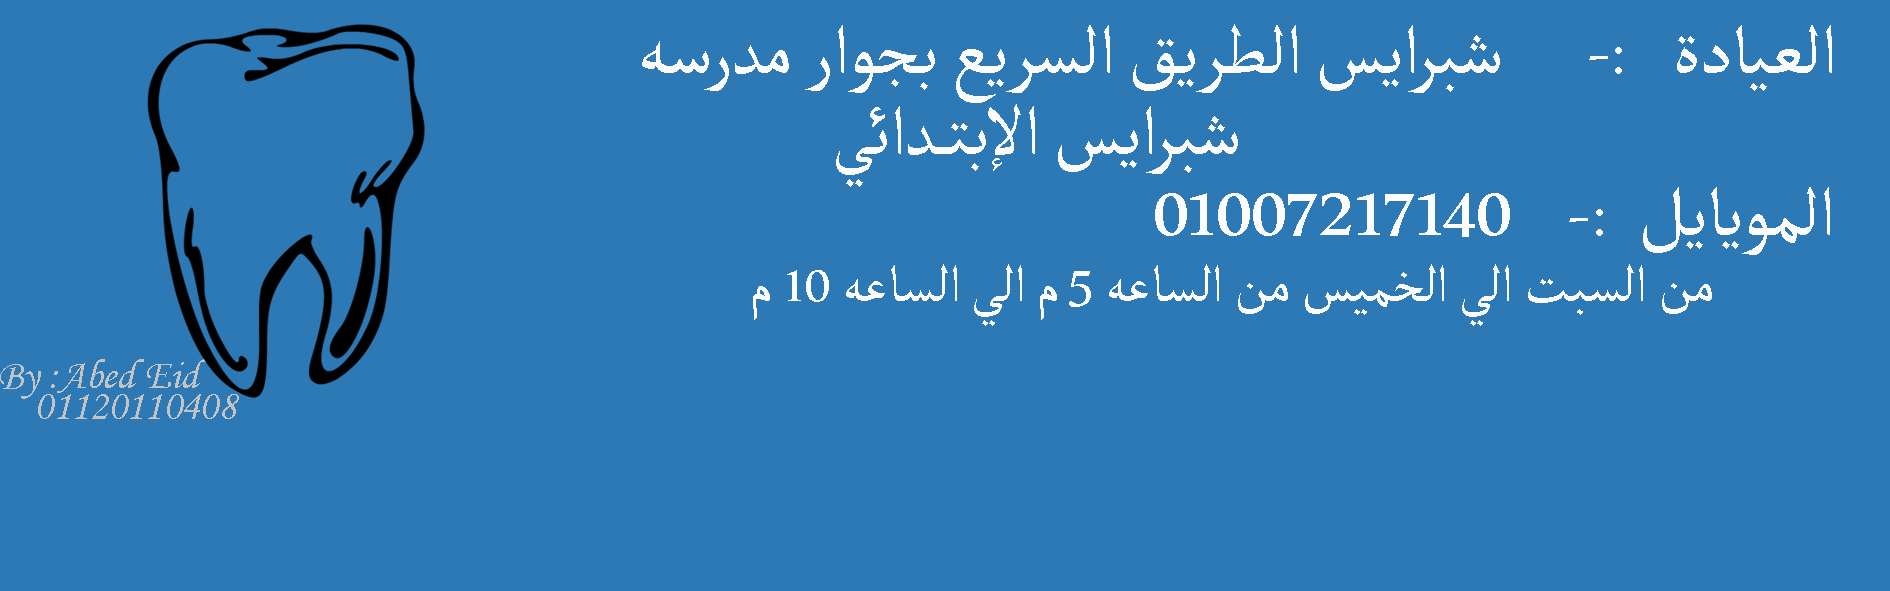 العيادة :- شبرايس الطريق السريع بجوار مدرسه
شبرايس الإبتدائي
المويايل :- 01007217140
من السبت الي الخميس من الساعه 5 م الي الساعه 10 م
By : Abed Eid
01120110408